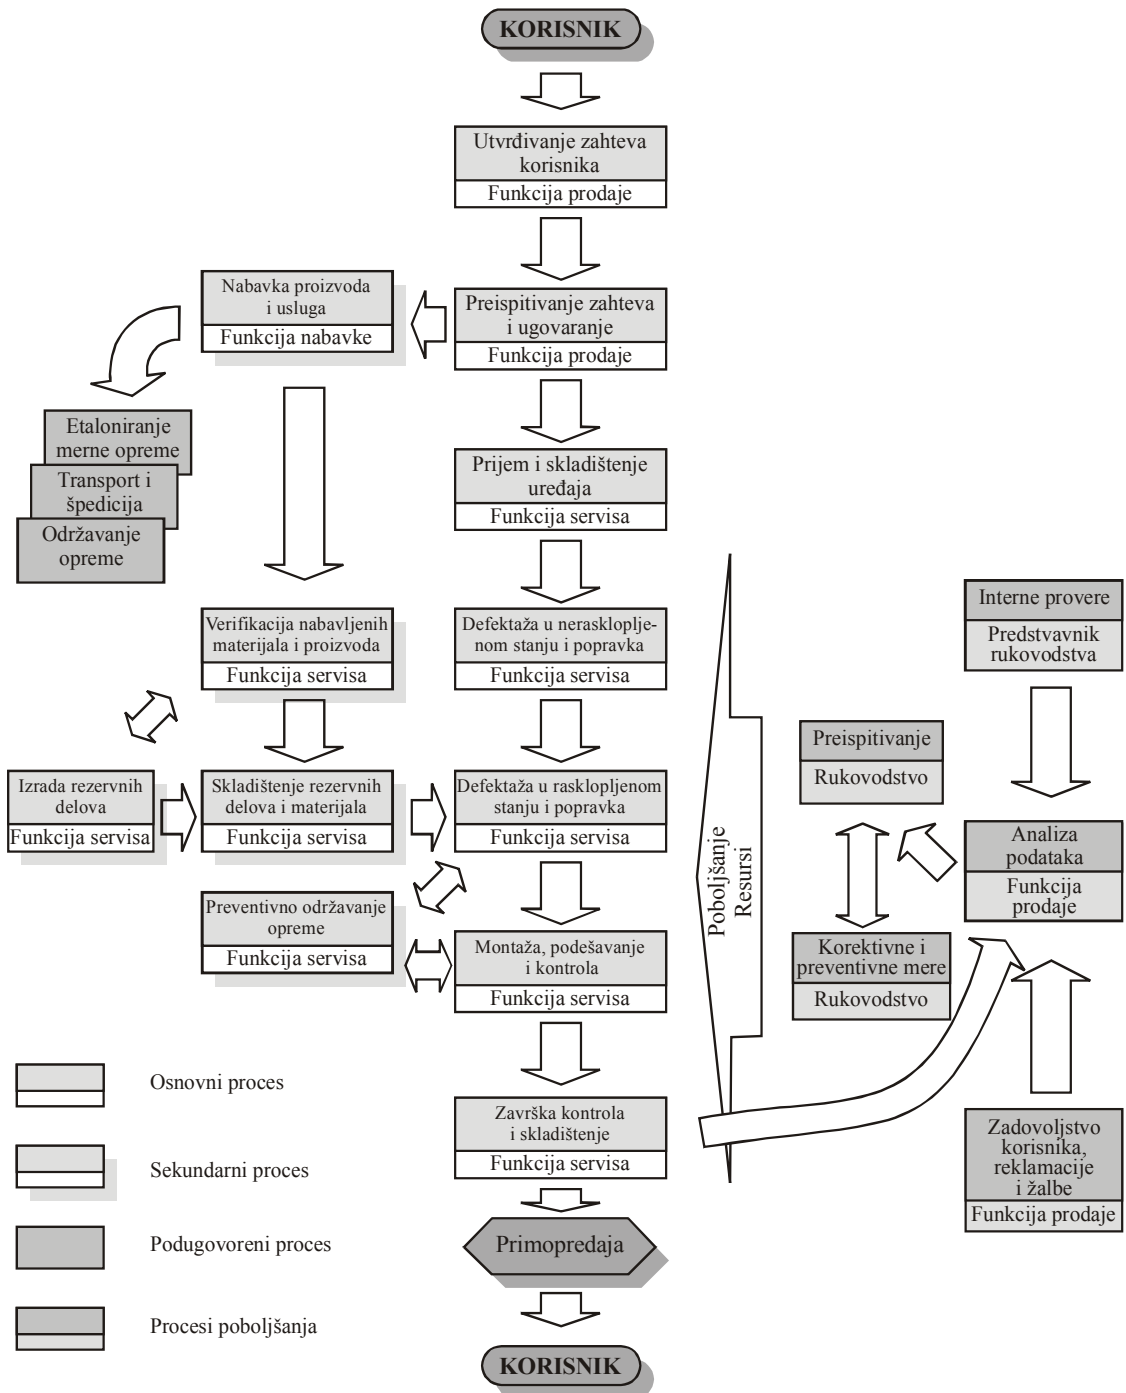 KORISNIK
Utvrđivanje zahteva
korisnika
Funkcija prodaje
Nabavka proizvoda
i usluga
Funkcija nabavke
Preispitivanje zahteva
i ugovaranje
Funkcija prodaje
Etaloniranje
merne opreme
Transport i
špedicija
Održavanje
opreme
Prijem i skladištenje
uređaja
Funkcija servisa
Verifikacija nabavljenih
materijala i proizvoda
Funkcija servisa
Defektaža u neraskloplje-
nom stanju i popravka
Funkcija servisa
Izrada rezervnih
delova
Funkcija servisa
Skladištenje rezervnih
delova i materijala
Funkcija servisa
Defektaža u rasklopljenom
stanju i popravka
Funkcija servisa
Preventivno održavanje
opreme
Funkcija servisa
Montaža, podešavanje
i kontrola
Funkcija servisa
Završka kontrola
i skladištenje
Funkcija servisa
Primopredaja
KORISNIK
Poboljšanje
Resursi
Interne provere
Predstvavnik
rukovodstva
Preispitivanje
Rukovodstvo
Analiza
podataka
Funkcija
prodaje
Korektivne i
preventivne mere
Rukovodstvo
Zadovoljstvo
korisnika,
reklamacije
i žalbe
Funkcija prodaje
Osnovni proces
Sekundarni proces
Podugovoreni proces
Procesi poboljšanja